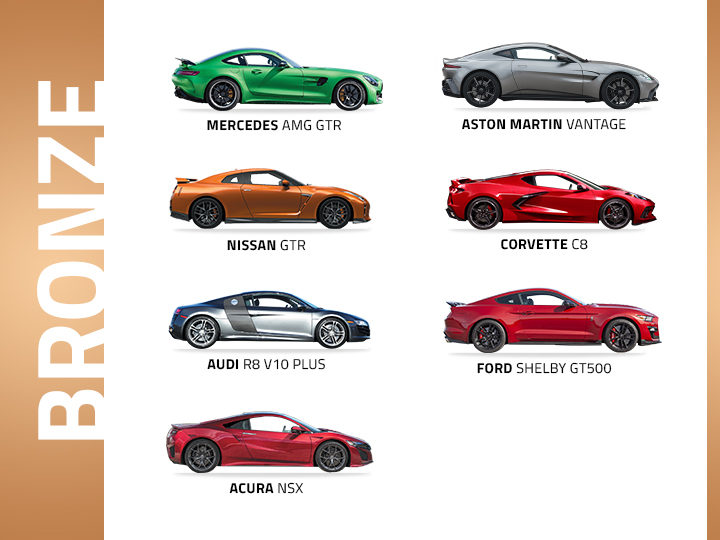 BRONZE
MERCEDES AMG GTR
ASTON MARTIN VANTAGE
NISSAN GTR
CORVETTE C8
AUDI R8 V10 PLUS
FORD SHELBY GT500
ACURA NSX